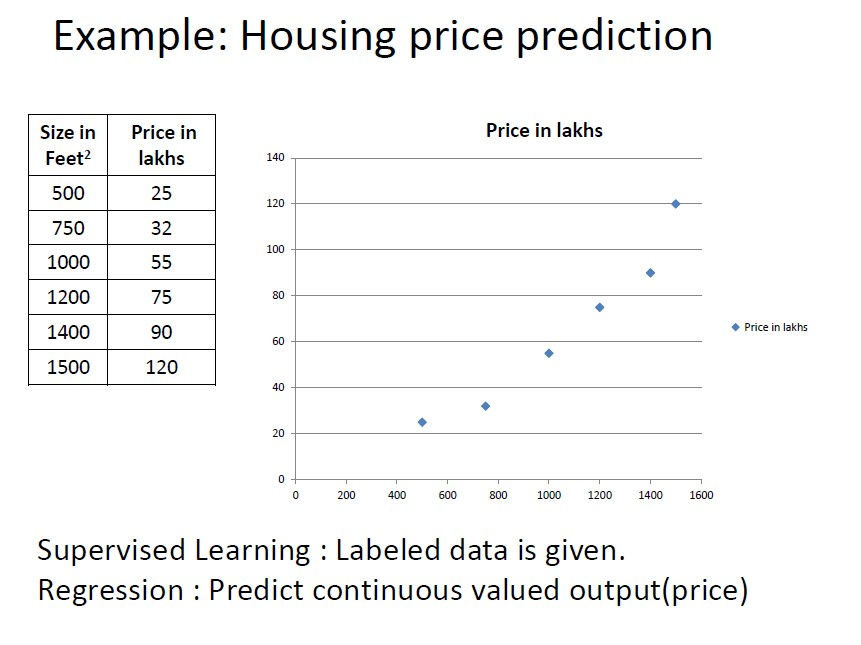 Example: Housing price prediction
Size in Feet² Price in lakhs
500 25
750 32
1000 55
1200 75
1400 90
1500 120
Price in lakhs
140
120
100
80
60
40
20
0
0 200 400 600 800 1000 1200 1400 1600
Price in lakhs
Supervised Learning : Labeled data is given.
Regression : Predict continuous valued output(price)